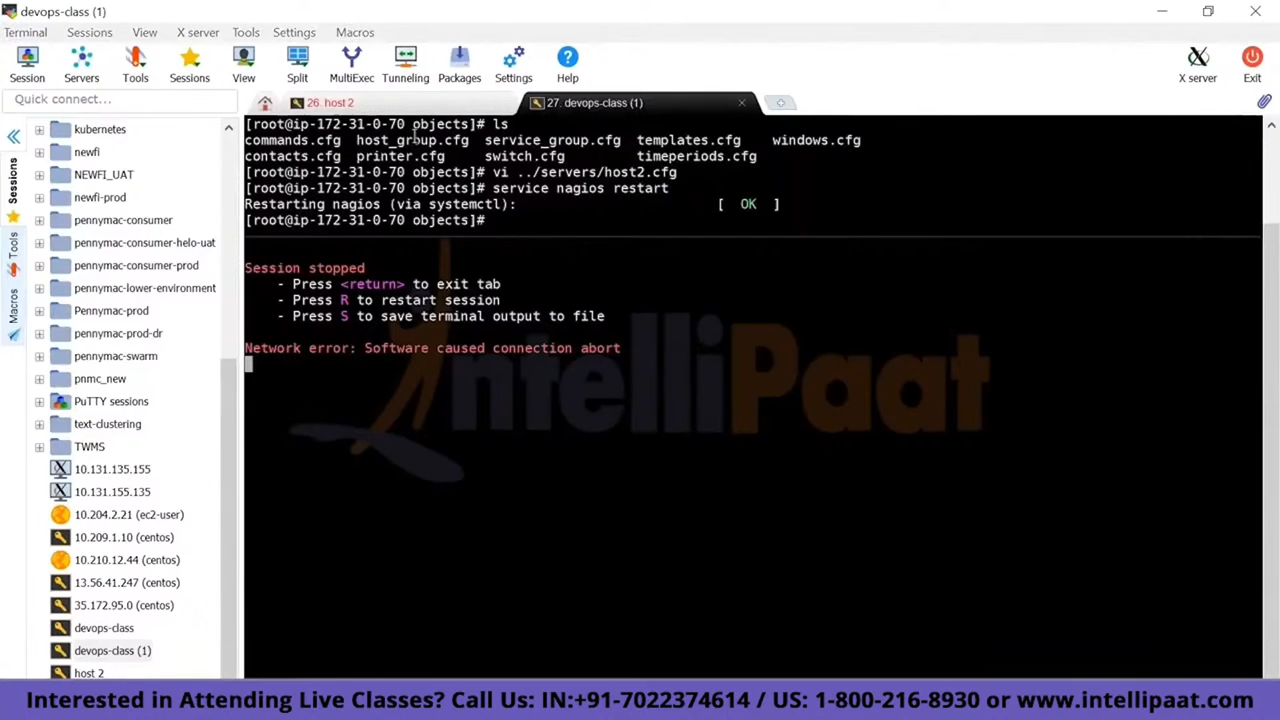 devops-class (1)
Terminal Sessions View X server Tools Settings Macros
Session Servers Tools Sessions View Split MultiExec Tunneling Packages Settings Help X server Exit
Quick connect...
26. host 2
27. devops-class (1)
Sessions
Tools
Macros
kubernetes
newfi
NEWFI_UAT
newfi-prod
pennymac-consumer
pennymac-consumer-helo-uat
pennymac-consumer-prod
pennymac-lower-environment
Pennymac-prod
pennymac-prod-dr
pennymac-swarm
pnmc_new
PuTTY sessions
text-clustering
TWMS
10.131.135.155
10.131.155.135
10.204.2.21 (ec2-user)
10.209.1.10 (centos)
10.210.12.44 (centos)
13.56.41.247 (centos)
35.172.95.0 (centos)
devops-class
devops-class (1)
host 2
[root@ip-172-31-0-70 objects]# ls
commands.cfg host_group.cfg service_group.cfg templates.cfg windows.cfg
contacts.cfg printer.cfg switch.cfg timeperiods.cfg
[root@ip-172-31-0-70 objects]# vi ../servers/host2.cfg
[root@ip-172-31-0-70 objects]# service nagios restart
Restarting nagios (via systemctl): [ OK ]
[root@ip-172-31-0-70 objects]#
Session stopped
- Press <return> to exit tab
- Press R to restart session
- Press S to save terminal output to file
Network error: Software caused connection abort
IntelliPaat
Interested in Attending Live Classes? Call Us: IN:+91-7022374614 / US: 1-800-216-8930 or www.intellipaat.com